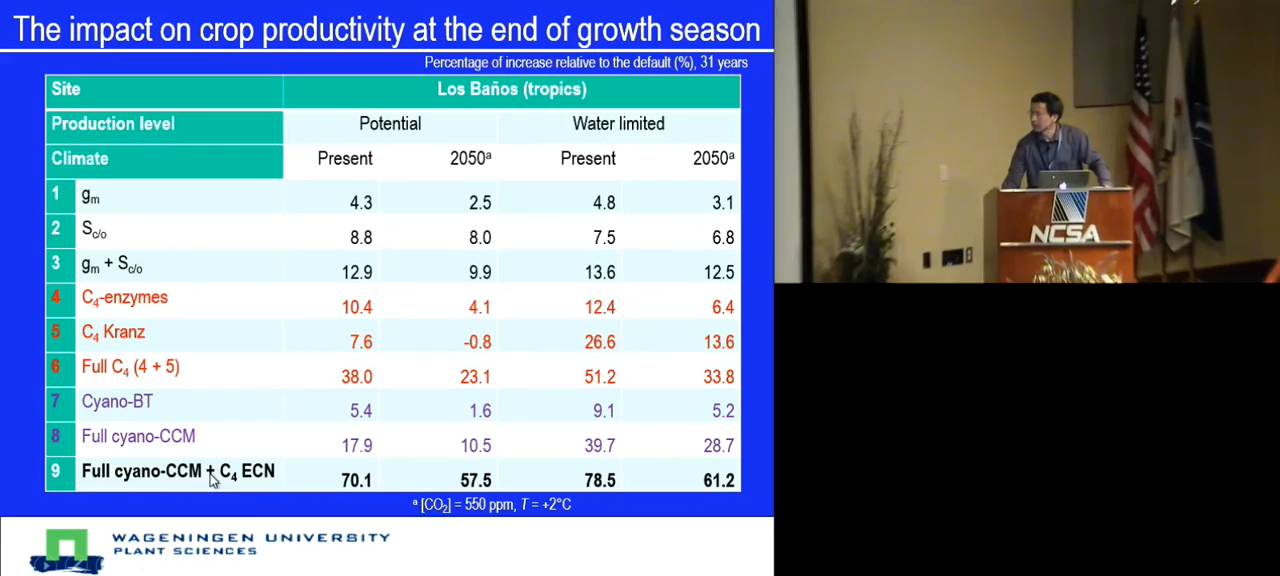 The impact on crop productivity at the end of growth season
Percentage of increase relative to the default (%), 31 years
Site Los Baños (tropics)
Production level Potential Water limited
Climate Present 2050ᵃ Present 2050ᵃ
1 gₘ 4.3 2.5 4.8 3.1
2 S_c/o 8.8 8.0 7.5 6.8
3 gₘ + S_c/o 12.9 9.9 13.6 12.5
4 C₄-enzymes 10.4 4.1 12.4 6.4
5 C₄ Kranz 7.6 -0.8 26.6 13.6
6 Full C₄ (4 + 5) 38.0 23.1 51.2 33.8
7 Cyano-BT 5.4 1.6 9.1 5.2
8 Full cyano-CCM 17.9 10.5 39.7 28.7
9 Full cyano-CCM + C₄ ECN 70.1 57.5 78.5 61.2
ᵃ [CO₂] = 550 ppm, T = +2°C
WAGENINGEN UNIVERSITY
PLANT SCIENCES
NCSA